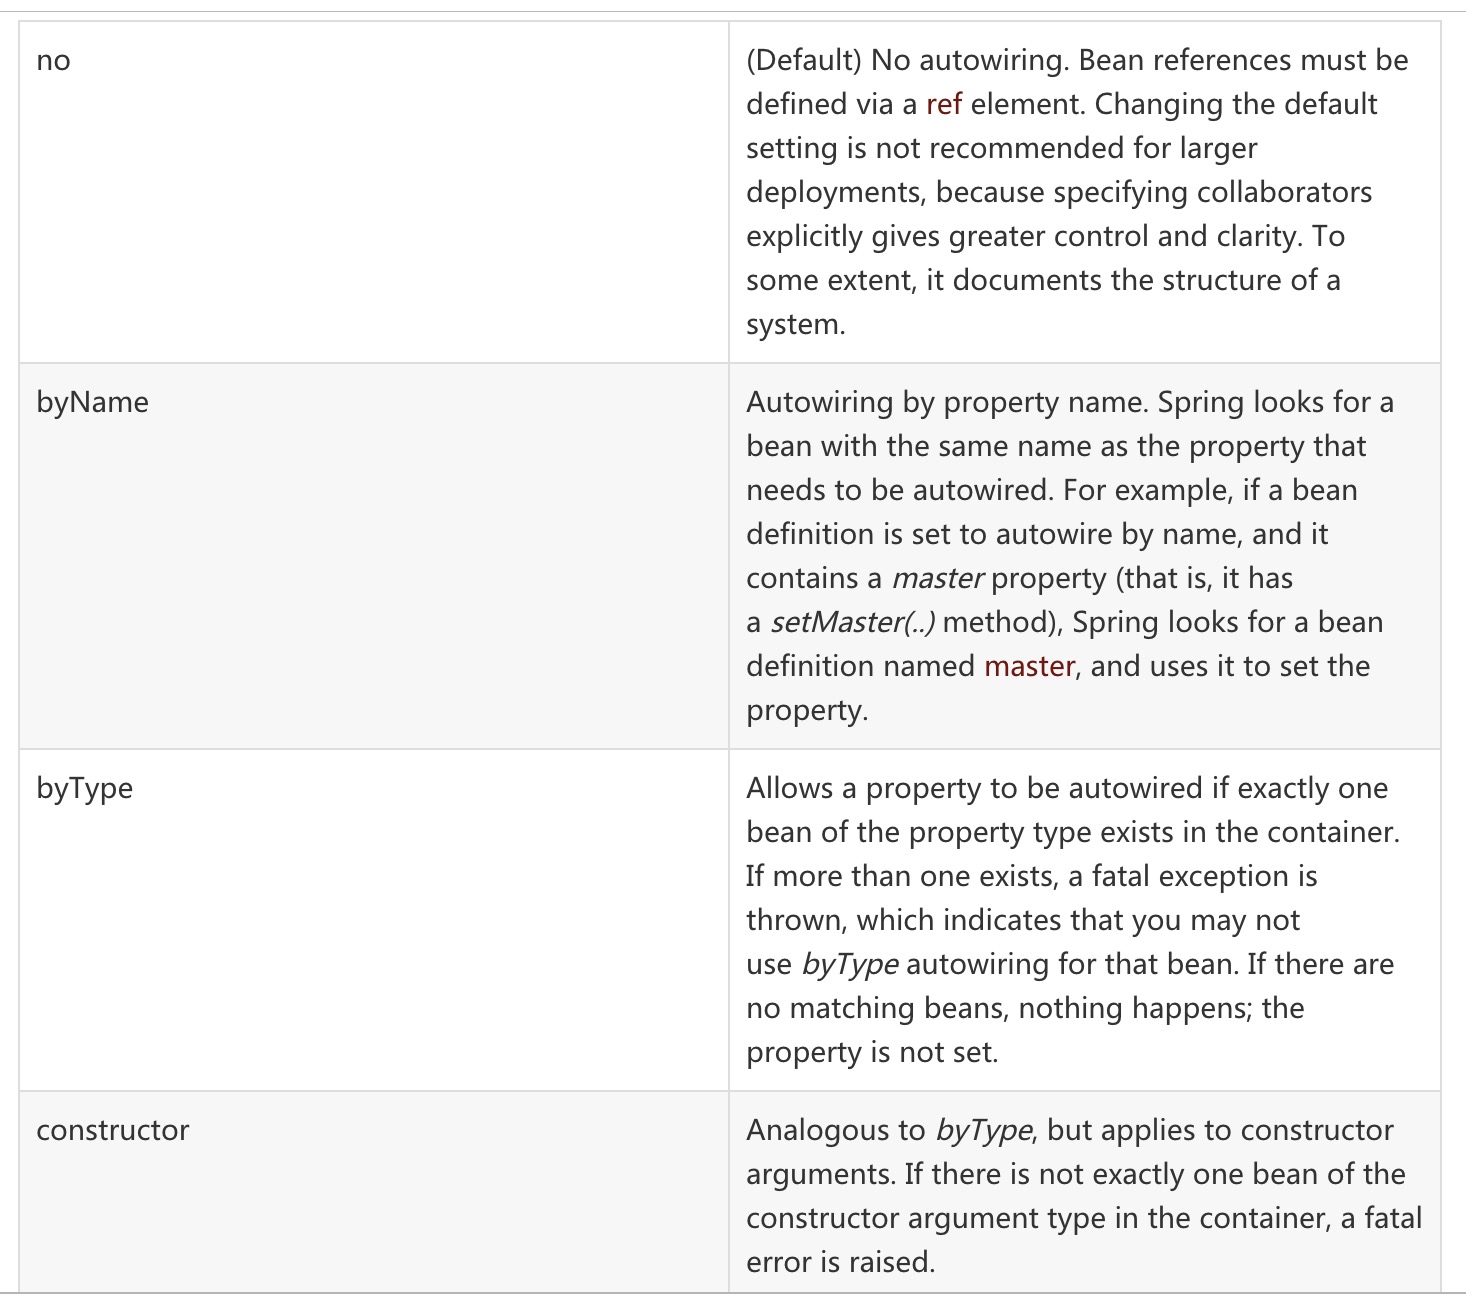 no
(Default) No autowiring. Bean references must be
defined via a ref element. Changing the default
setting is not recommended for larger
deployments, because specifying collaborators
explicitly gives greater control and clarity. To
some extent, it documents the structure of a
system.
byName
Autowiring by property name. Spring looks for a
bean with the same name as the property that
needs to be autowired. For example, if a bean
definition is set to autowire by name, and it
contains a master property (that is, it has
a setMaster(..) method), Spring looks for a bean
definition named master, and uses it to set the
property.
byType
Allows a property to be autowired if exactly one
bean of the property type exists in the container.
If more than one exists, a fatal exception is
thrown, which indicates that you may not
use byType autowiring for that bean. If there are
no matching beans, nothing happens; the
property is not set.
constructor
Analogous to byType, but applies to constructor
arguments. If there is not exactly one bean of the
constructor argument type in the container, a fatal
error is raised.